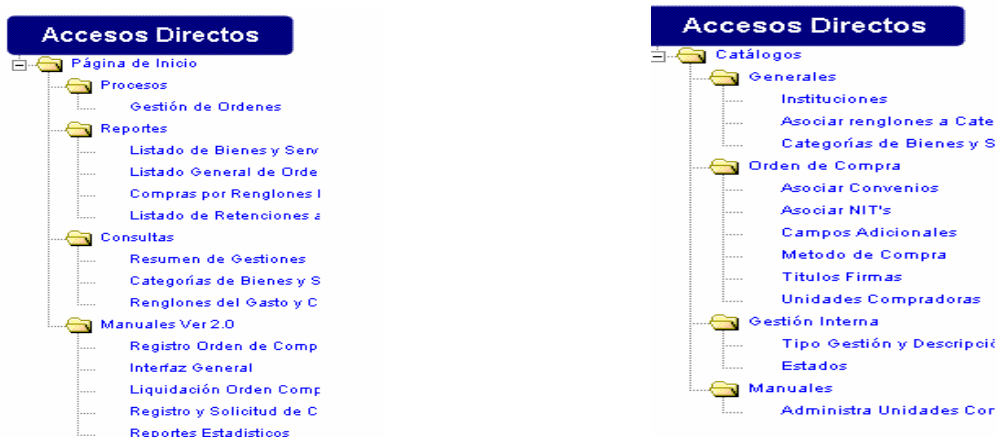 Accesos Directos
Página de Inicio
Procesos
Gestión de Ordenes
Reportes
Listado de Bienes y Serv
Listado General de Orde
Compras por Renglones
Listado de Retenciones a
Consultas
Resumen de Gestiones
Categorías de Bienes y S
Renglones del Gasto y C
Manuales Ver 2.0
Registro Orden de Comp
Interfaz General
Liquidación Orden Comp
Registro y Solicitud de C
Reportes Estadisticos
Accesos Directos
Catálogos
Generales
Instituciones
Asociar renglones a Cate
Categorías de Bienes y S
Orden de Compra
Asociar Convenios
Asociar NIT's
Campos Adicionales
Metodo de Compra
Titulos Firmas
Unidades Compradoras
Gestión Interna
Tipo Gestión y Descripció
Estados
Manuales
Administra Unidades Con